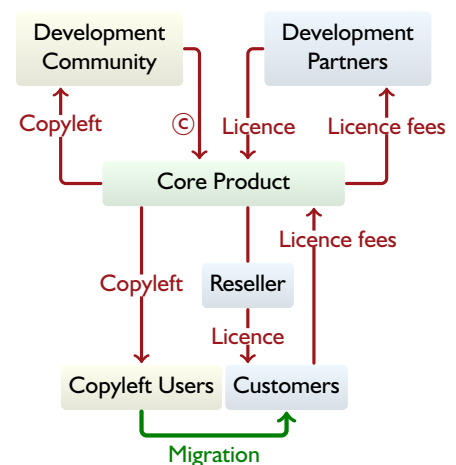 Development
Community
Development
Partners
Copyleft
©
Licence
Licence fees
Core Product
Licence fees
Copyleft
Reseller
Licence
Copyleft Users
Customers
Migration